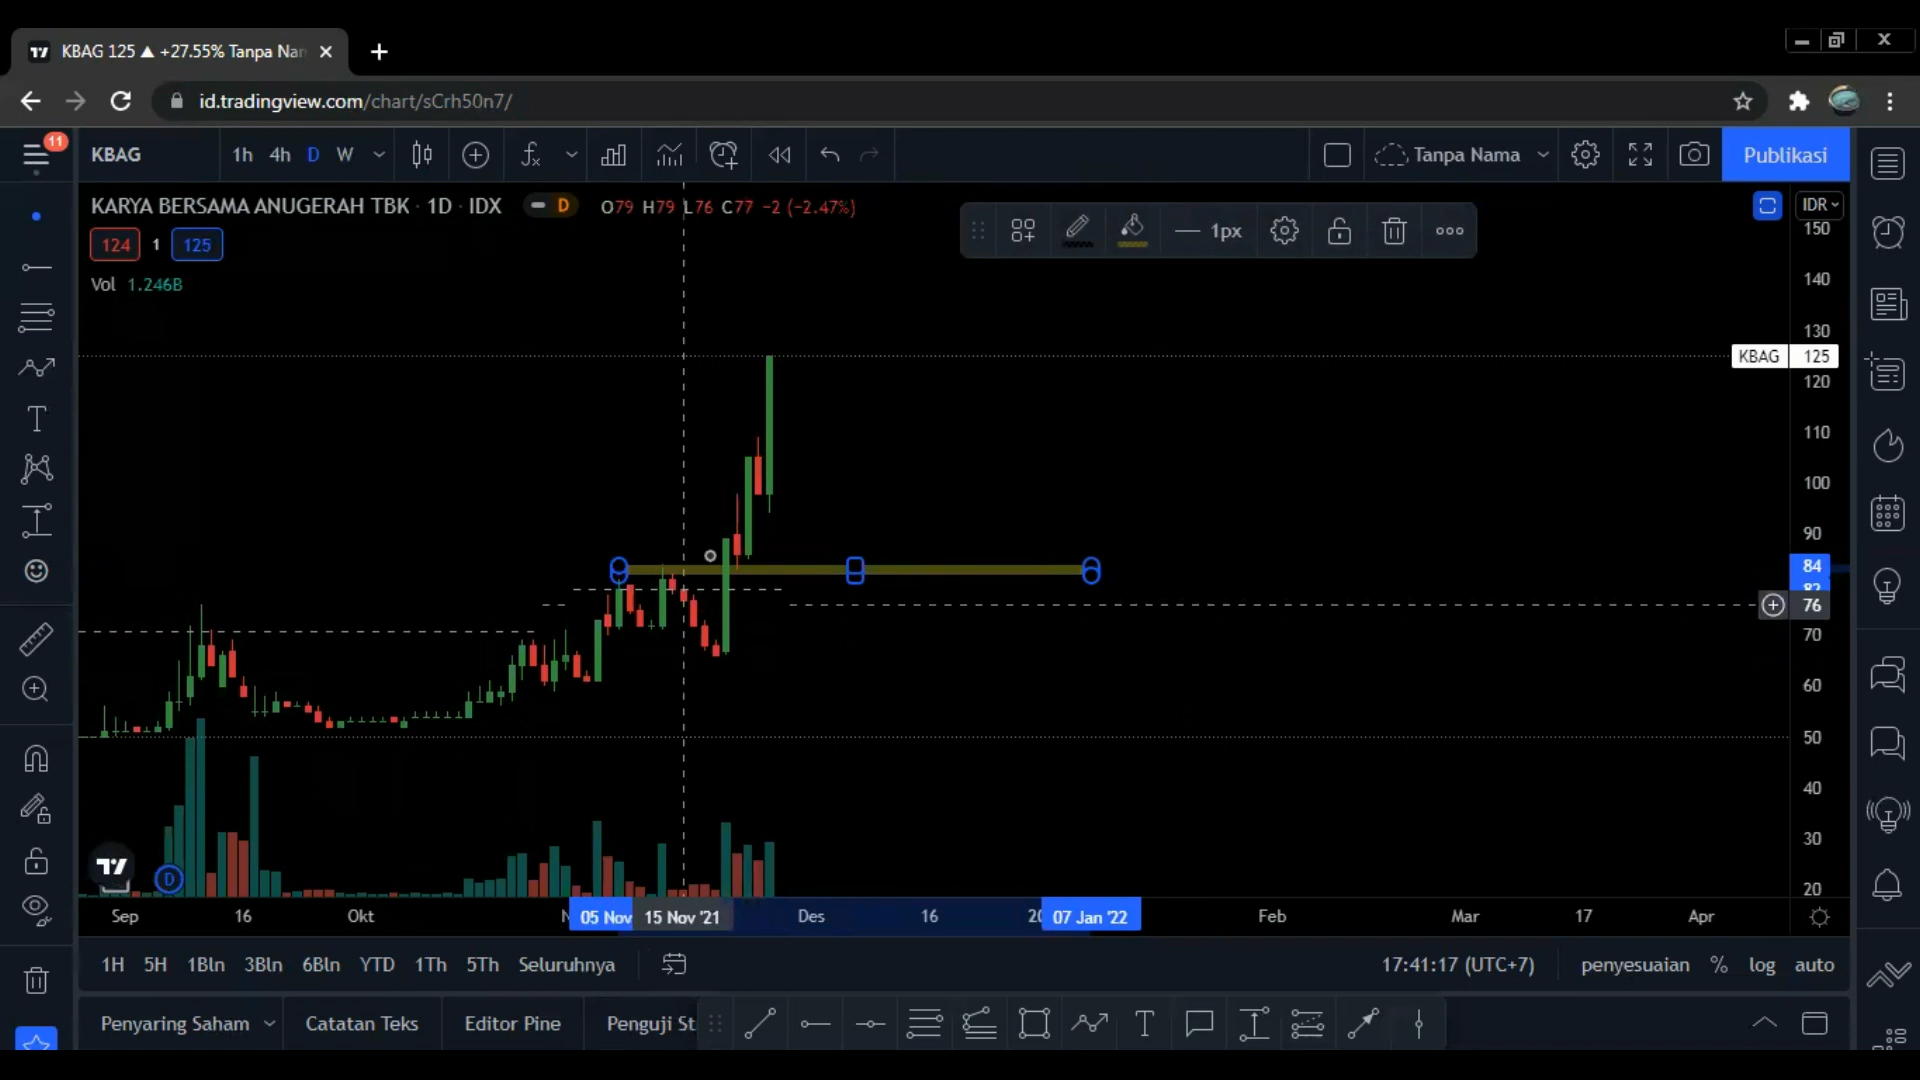 KBAG 125 ▲ +27.55% Tanpa Nan
id.tradingview.com/chart/sCrh50n7/
11
KBAG 1h 4h D W Tanpa Nama Publikasi
KARYA BERSAMA ANUGERAH TBK · 1D · IDX D O79 H79 L76 C77 −2 (−2.47%)
1px
IDR
124 1 125
Vol 1.246B
150
140
130
KBAG 125
120
110
100
90
84
82
76
70
60
50
40
30
20
D
Sep 16 Okt N 05 Nov 15 Nov '21 Des 16 20 07 Jan '22 Feb Mar 17 Apr
1H 5H 1Bln 3Bln 6Bln YTD 1Th 5Th Seluruhnya 17:41:17 (UTC+7) penyesuaian % log auto
Penyaring Saham Catatan Teks Editor Pine Penguji St